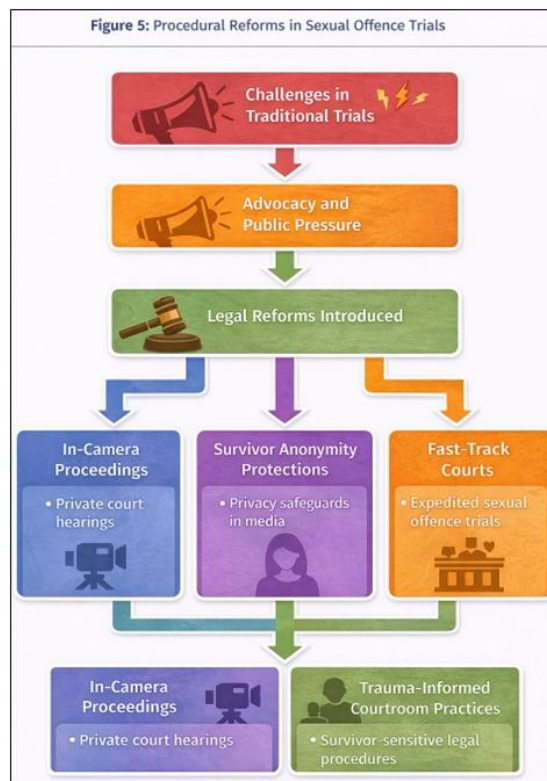 Figure 5: Procedural Reforms in Sexual Offence Trials
Challenges in
Traditional Trials
Advocacy and
Public Pressure
Legal Reforms Introduced
In-Camera
Proceedings
• Private court
hearings
Survivor Anonymity
Protections
• Privacy safeguards
in media
Fast-Track
Courts
• Expedited sexual
offence trials
In-Camera
Proceedings
• Private court hearings
Trauma-Informed
Courtroom Practices
• Survivor-sensitive legal
procedures